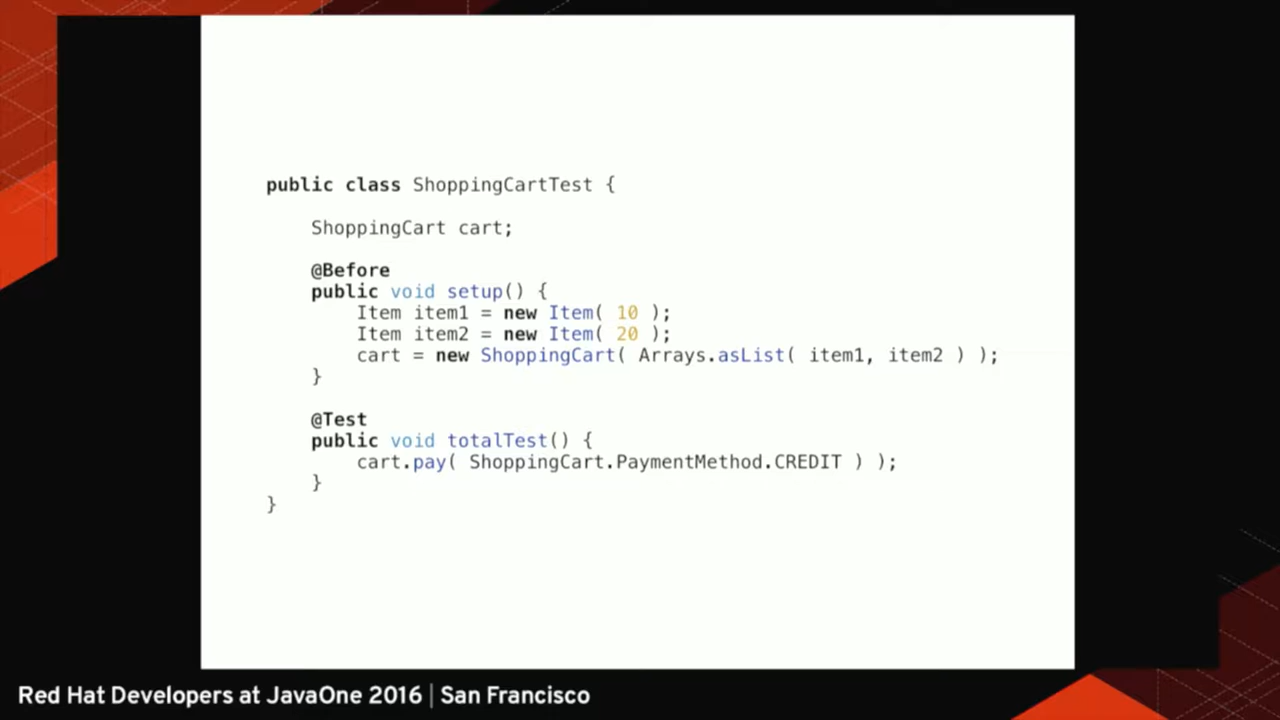 public class ShoppingCartTest {
ShoppingCart cart;
@Before
public void setup() {
Item item1 = new Item( 10 );
Item item2 = new Item( 20 );
cart = new ShoppingCart( Arrays.asList( item1, item2 ) );
}
@Test
public void totalTest() {
cart.pay( ShoppingCart.PaymentMethod.CREDIT ) );
}
}
Red Hat Developers at JavaOne 2016 | San Francisco